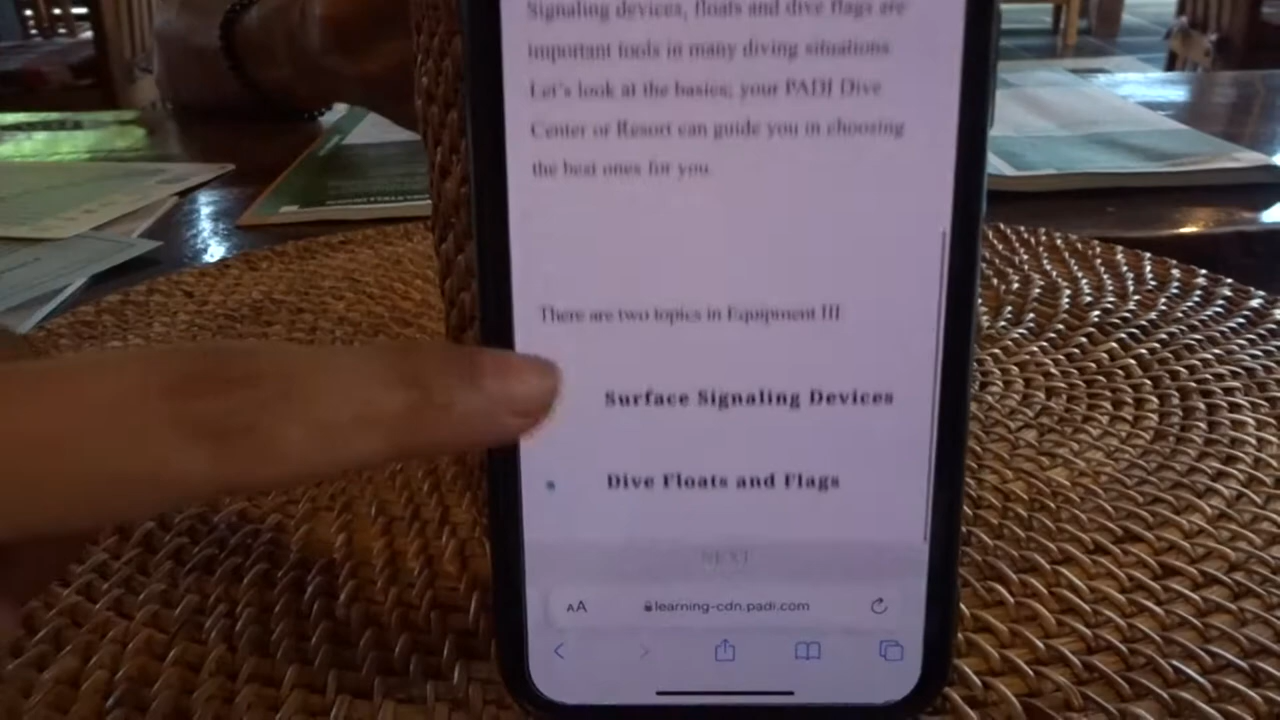 Signaling devices, floats and dive flags are
important tools in many diving situations.
Let's look at the basics; your PADI Dive
Center or Resort can guide you in choosing
the best ones for you.
There are two topics in Equipment III
Surface Signaling Devices
Dive Floats and Flags
NEXT
AA learning-cdn.padi.com